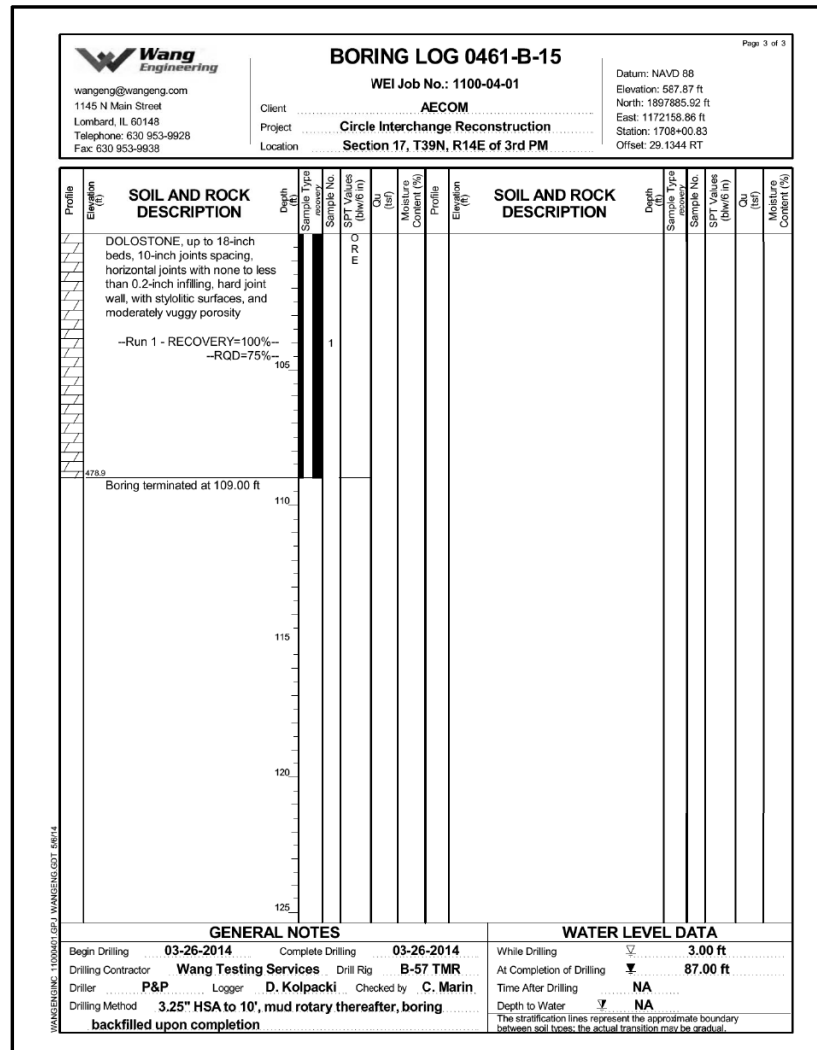 Page 3 of 3
Wang
Engineering
wangeng@wangeng.com
1145 N Main Street
Lombard, IL 60148
Telephone: 630 953-9928
Fax: 630 953-9938
BORING LOG 0461-B-15
WEI Job No.: 1100-04-01
Client AECOM
Project Circle Interchange Reconstruction
Location Section 17, T39N, R14E of 3rd PM
Datum: NAVD 88
Elevation: 587.87 ft
North: 1897885.92 ft
East: 1172158.86 ft
Station: 1708+00.83
Offset: 29.1344 RT
Profile
Elevation (ft)
SOIL AND ROCK
DESCRIPTION
Depth (ft)
Sample Type
recovery
Sample No.
SPT Values (blw/6 in)
Qu (tsf)
Moisture Content (%)
Profile
Elevation (ft)
SOIL AND ROCK
DESCRIPTION
Depth (ft)
Sample Type
recovery
Sample No.
SPT Values (blw/6 in)
Qu (tsf)
Moisture Content (%)
DOLOSTONE, up to 18-inch
beds, 10-inch joints spacing,
horizontal joints with none to less
than 0.2-inch infilling, hard joint
wall, with stylolitic surfaces, and
moderately vuggy porosity
O
R
E
--Run 1 - RECOVERY=100%-- 1
--RQD=75%--
105
478.9
Boring terminated at 109.00 ft
110
115
120
125
WANGENGINC 11000401.GPJ WANGENG.GDT 5/6/14
GENERAL NOTES
Begin Drilling 03-26-2014 Complete Drilling 03-26-2014
Drilling Contractor Wang Testing Services Drill Rig B-57 TMR
Driller P&P Logger D. Kolpacki Checked by C. Marin
Drilling Method 3.25" HSA to 10', mud rotary thereafter, boring
backfilled upon completion
WATER LEVEL DATA
While Drilling 3.00 ft
At Completion of Drilling 87.00 ft
Time After Drilling NA
Depth to Water NA
The stratification lines represent the approximate boundary
between soil types; the actual transition may be gradual.